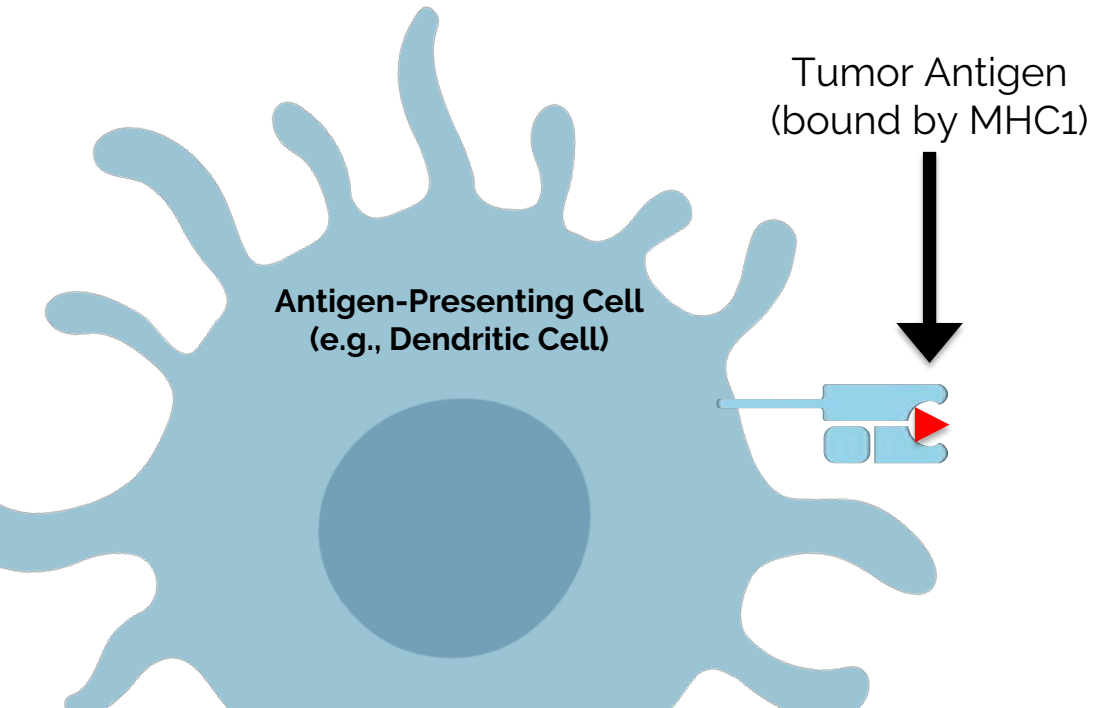 Tumor Antigen
(bound by MHC1)
Antigen-Presenting Cell
(e.g., Dendritic Cell)